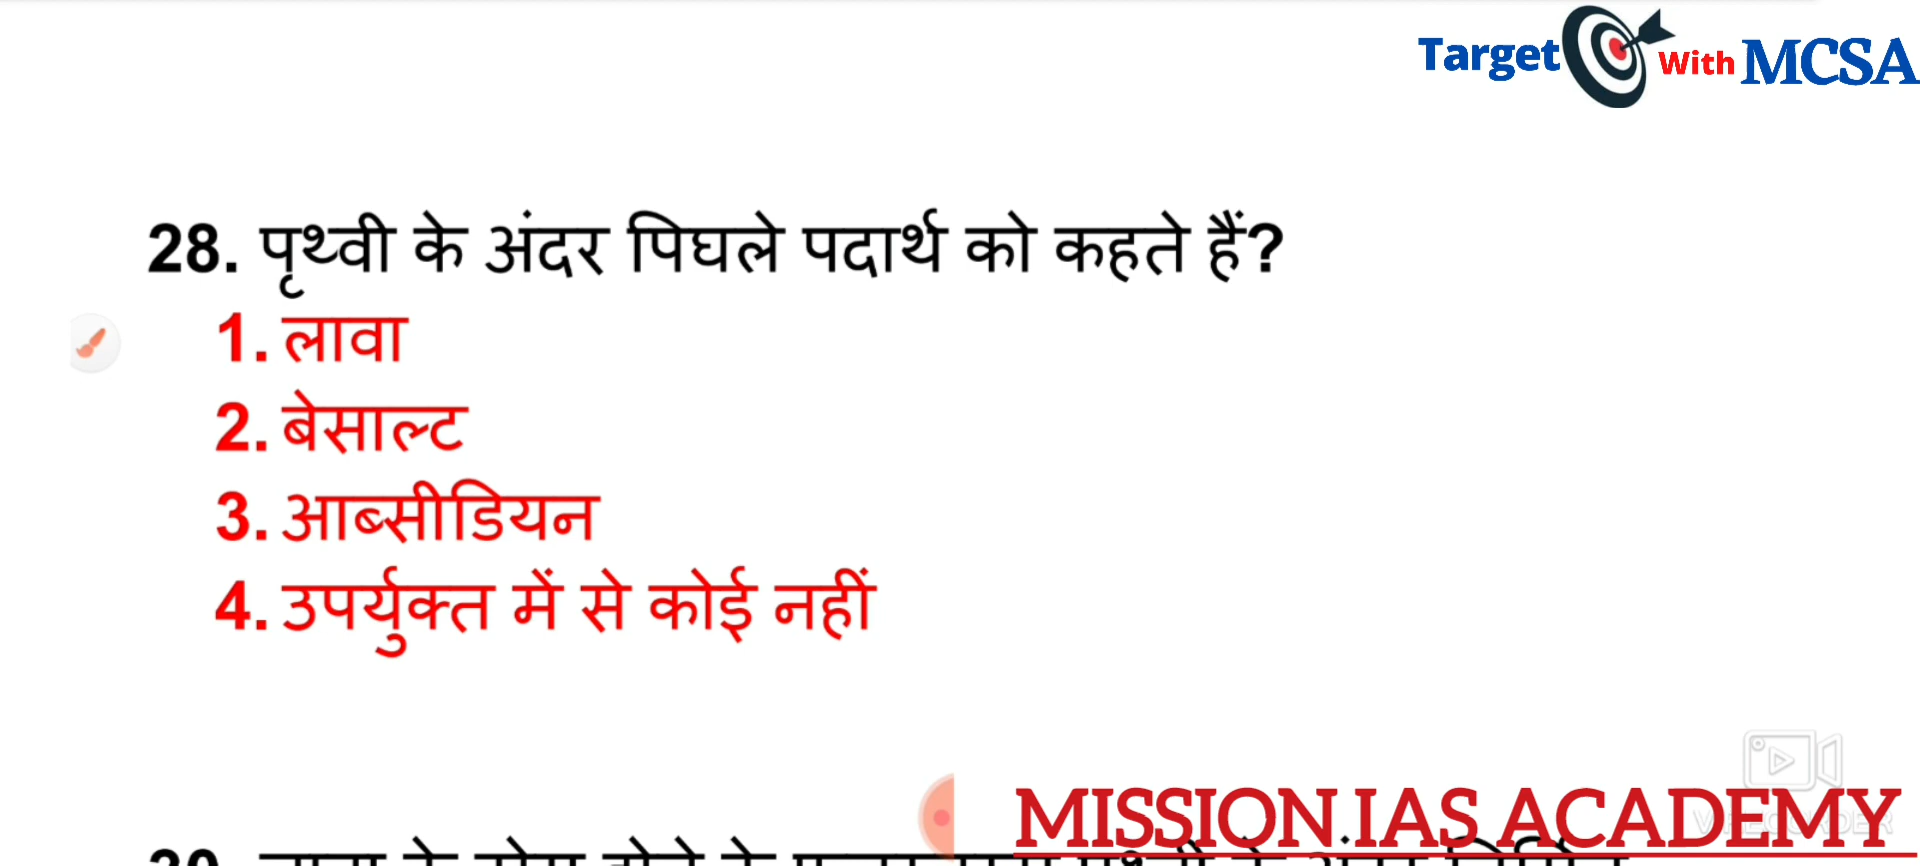 Target With MCSA
28. पृथ्वी के अंदर पिघले पदार्थ को कहते हैं?
1. लावा
2. बेसाल्ट
3. आब्सीडियन
4. उपर्युक्त में से कोई नहीं
MISSION IAS ACADEMY